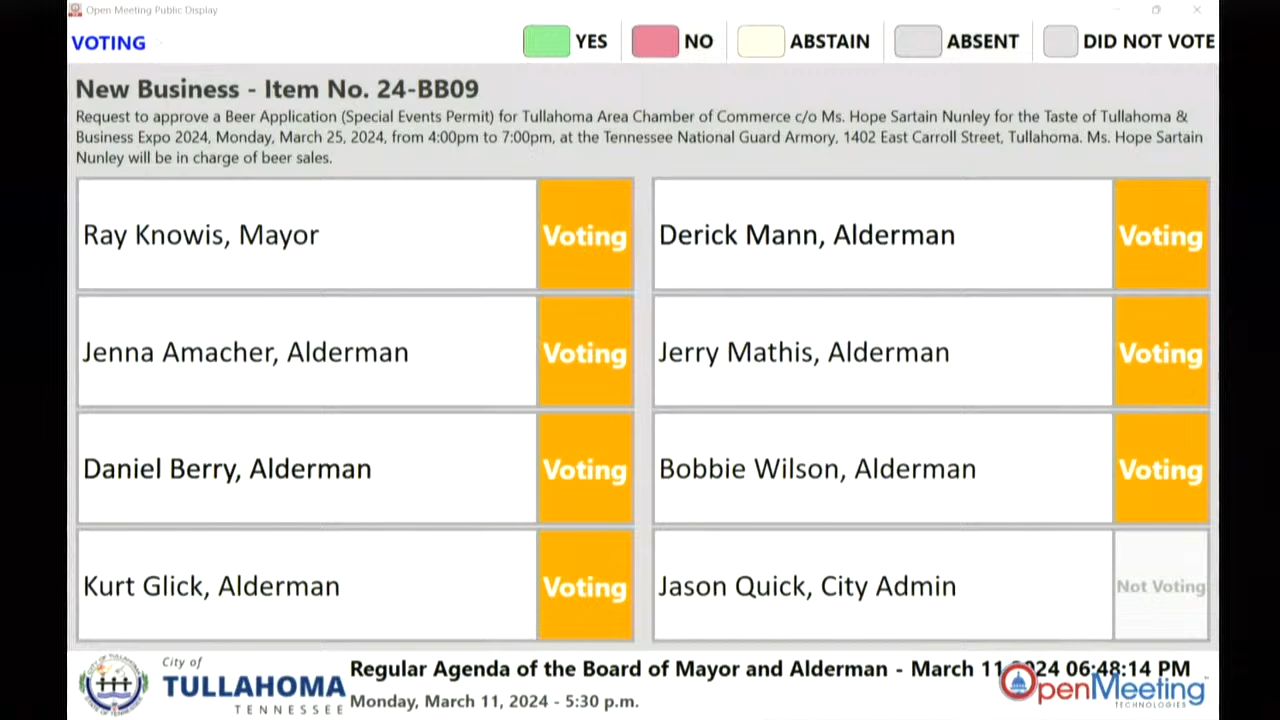 Open Meeting Public Display
VOTING
YES
NO
ABSTAIN
ABSENT
DID NOT VOTE
New Business - Item No. 24-BB09
Request to approve a Beer Application (Special Events Permit) for Tullahoma Area Chamber of Commerce c/o Ms. Hope Sartain Nunley for the Taste of Tullahoma &
Business Expo 2024, Monday, March 25, 2024, from 4:00pm to 7:00pm, at the Tennessee National Guard Armory, 1402 East Carroll Street, Tullahoma. Ms. Hope Sartain
Nunley will be in charge of beer sales.
Ray Knowis, Mayor
Voting
Derick Mann, Alderman
Voting
Jenna Amacher, Alderman
Voting
Jerry Mathis, Alderman
Voting
Daniel Berry, Alderman
Voting
Bobbie Wilson, Alderman
Voting
Kurt Glick, Alderman
Voting
Jason Quick, City Admin
Not Voting
City of
TULLAHOMA
TENNESSEE
Regular Agenda of the Board of Mayor and Alderman - March 11 2024 06:48:14 PM
Monday, March 11, 2024 - 5:30 p.m.
OpenMeeting
TECHNOLOGIES